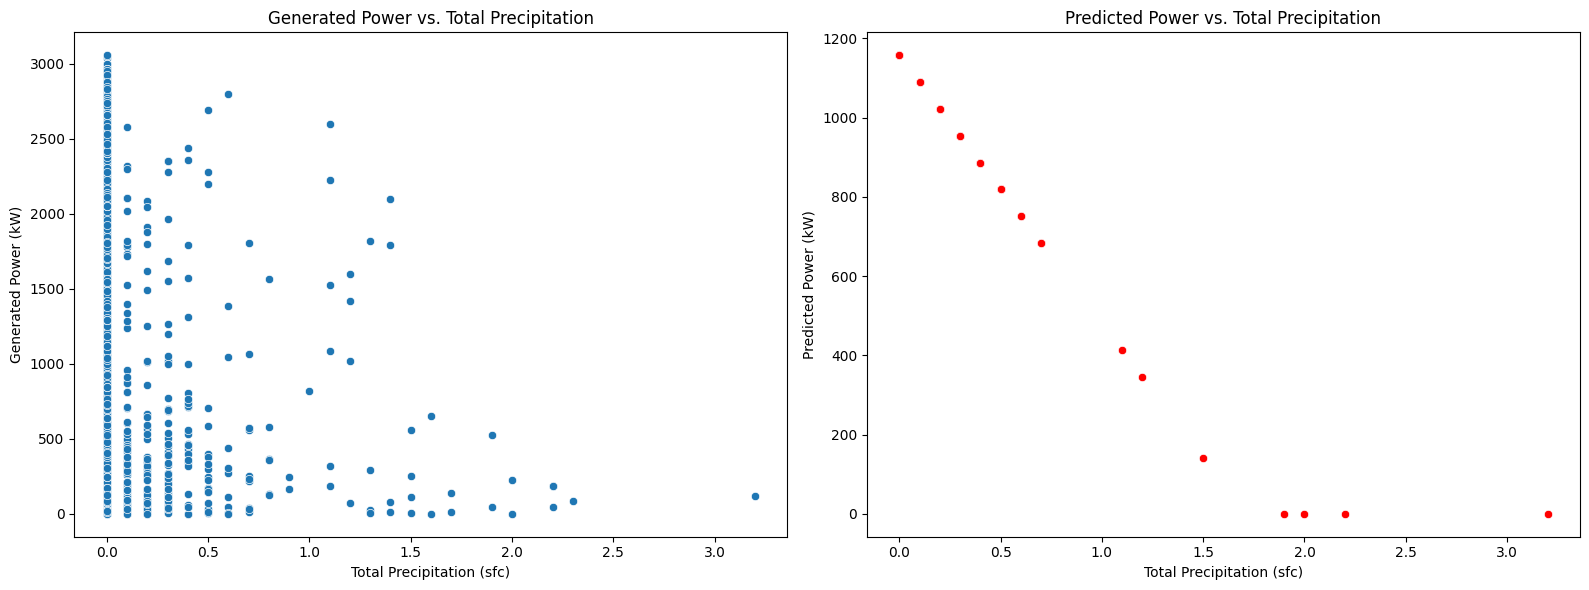 Generated Power vs. Total Precipitation
Generated Power (kW)
3000
2500
2000
1500
1000
500
0
0.0 0.5 1.0 1.5 2.0 2.5 3.0
Total Precipitation (sfc)
Predicted Power vs. Total Precipitation
Predicted Power (kW)
1200
1000
800
600
400
200
0
0.0 0.5 1.0 1.5 2.0 2.5 3.0
Total Precipitation (sfc)